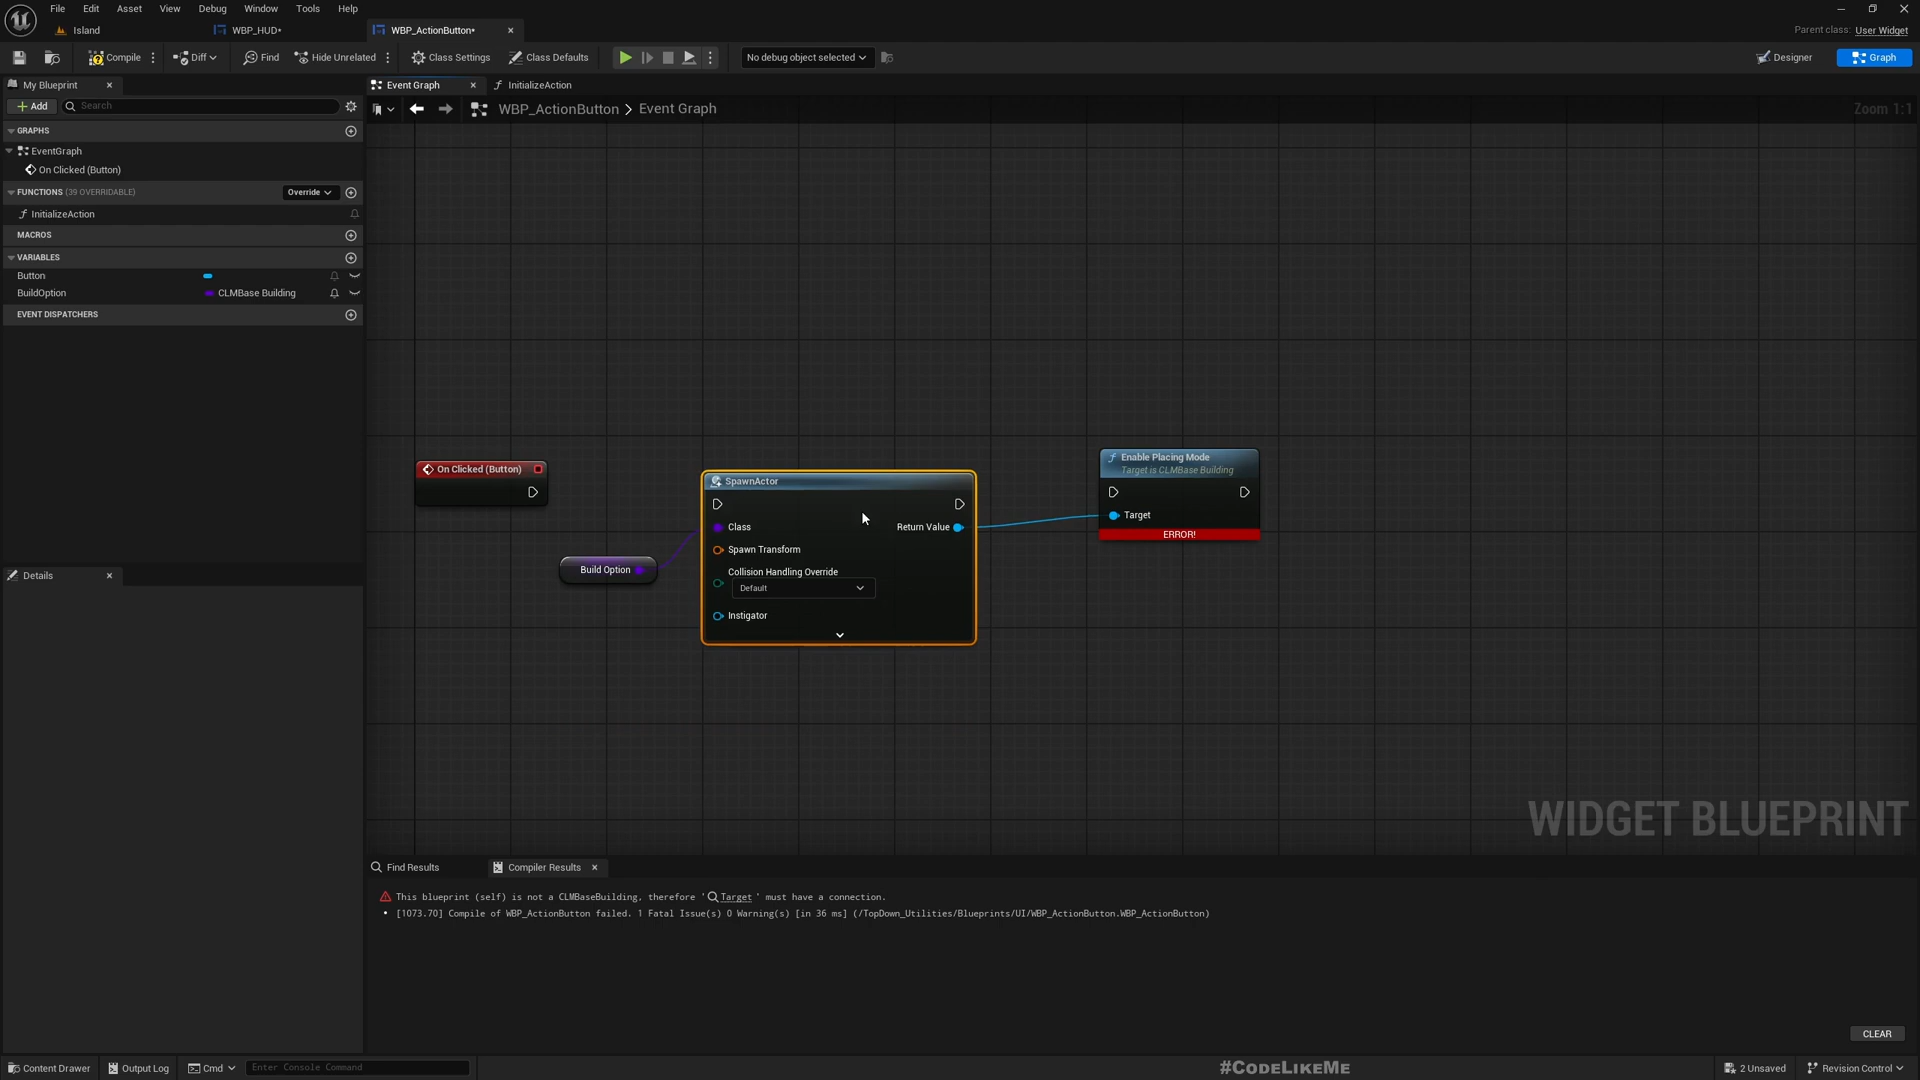 File Edit Asset View Debug Window Tools Help
Island WBP_HUD* WBP_ActionButton*
Parent class: User Widget
Compile Diff Find Hide Unrelated Class Settings Class Defaults No debug object selected Designer Graph
My Blueprint
Event Graph InitializeAction
Add Search
WBP_ActionButton Event Graph Zoom 1:1
GRAPHS
EventGraph
On Clicked (Button)
FUNCTIONS (39 OVERRIDABLE) Override
InitializeAction
MACROS
VARIABLES
Button
BuildOption CLMBase Building
EVENT DISPATCHERS
On Clicked (Button)
Build Option
SpawnActor
Class Return Value
Spawn Transform
Collision Handling Override
Default
Instigator
Enable Placing Mode
Target is CLMBase Building
Target
ERROR!
Details
WIDGET BLUEPRINT
Find Results Compiler Results
This blueprint (self) is not a CLMBaseBuilding, therefore ' Target ' must have a connection.
[1073.70] Compile of WBP_ActionButton failed. 1 Fatal Issue(s) 0 Warning(s) [in 36 ms] (/TopDown_Utilities/Blueprints/UI/WBP_ActionButton.WBP_ActionButton)
CLEAR
Content Drawer Output Log Cmd Enter Console Command #CodeLikeMe 2 Unsaved Revision Control